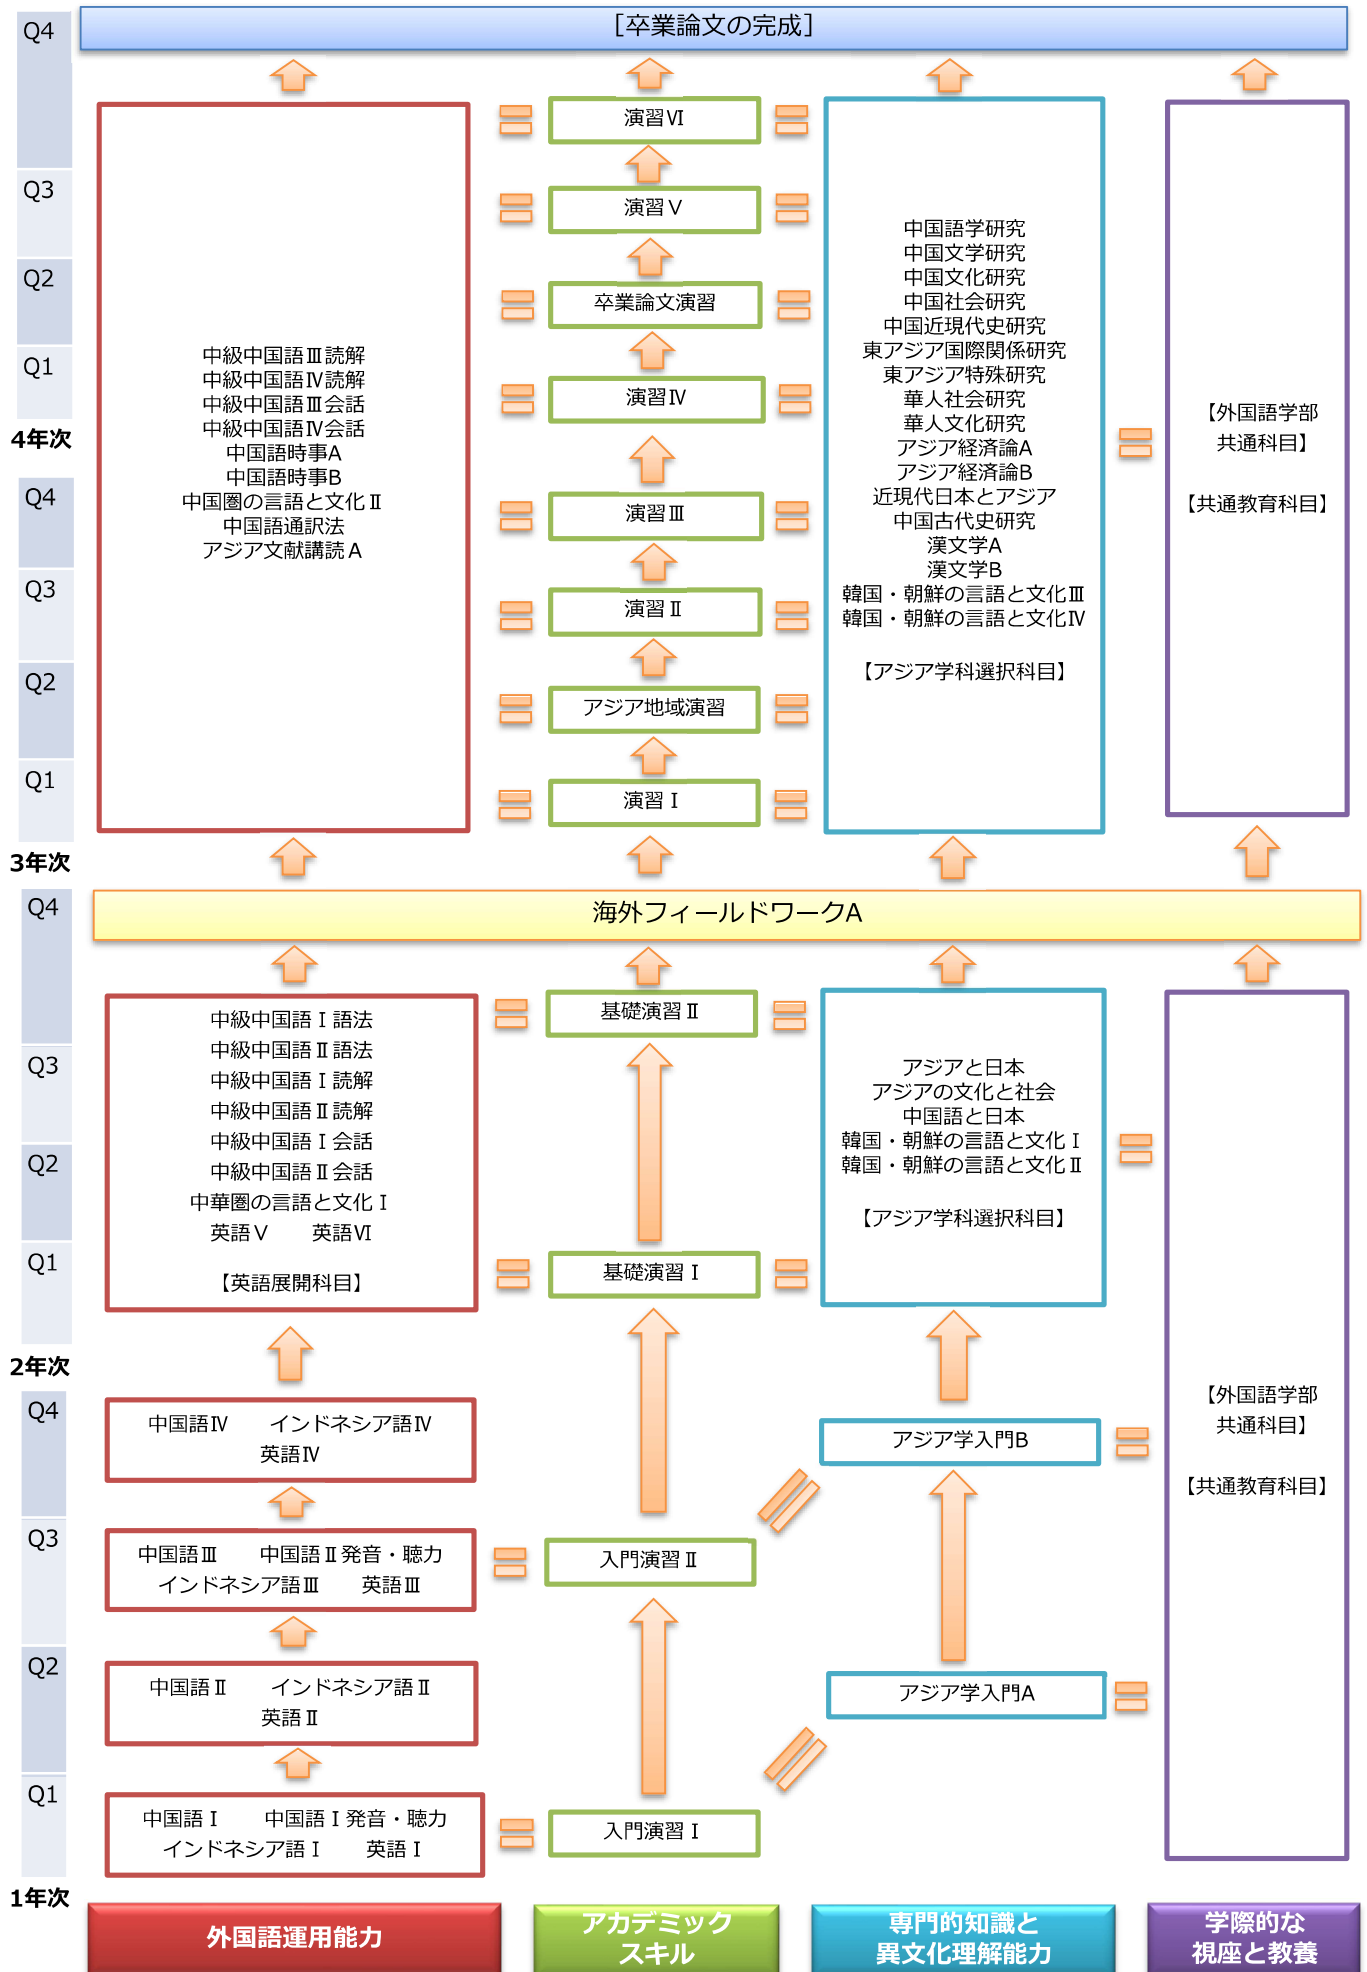 Q4
[卒業論文の完成]
演習Ⅵ
Q3
演習Ⅴ
Q2
卒業論文演習
Q1
演習Ⅳ
4年次
Q4
演習Ⅲ
Q3
演習Ⅱ
Q2
アジア地域演習
Q1
演習Ⅰ
3年次
中級中国語Ⅲ読解
中級中国語Ⅳ読解
中級中国語Ⅲ会話
中級中国語Ⅳ会話
中国語時事A
中国語時事B
中国圏の言語と文化Ⅱ
中国語通訳法
アジア文献講読A
中国語学研究
中国文学研究
中国文化研究
中国社会研究
中国近現代史研究
東アジア国際関係研究
東アジア特殊研究
華人社会研究
華人文化研究
アジア経済論A
アジア経済論B
近現代日本とアジア
中国古代史研究
漢文学A
漢文学B
韓国・朝鮮の言語と文化Ⅲ
韓国・朝鮮の言語と文化Ⅳ
【アジア学科選択科目】
【外国語学部
共通科目】
【共通教育科目】
Q4
海外フィールドワークA
基礎演習Ⅱ
Q3
Q2
Q1
基礎演習Ⅰ
2年次
中級中国語Ⅰ語法
中級中国語Ⅱ語法
中級中国語Ⅰ読解
中級中国語Ⅱ読解
中級中国語Ⅰ会話
中級中国語Ⅱ会話
中華圏の言語と文化Ⅰ
英語Ⅴ 英語Ⅵ
【英語展開科目】
アジアと日本
アジアの文化と社会
中国語と日本
韓国・朝鮮の言語と文化Ⅰ
韓国・朝鮮の言語と文化Ⅱ
【アジア学科選択科目】
Q4
中国語Ⅳ インドネシア語Ⅳ
英語Ⅳ
アジア学入門B
【外国語学部
共通科目】
【共通教育科目】
Q3
中国語Ⅲ 中国語Ⅱ発音・聴力
インドネシア語Ⅲ 英語Ⅲ
入門演習Ⅱ
Q2
中国語Ⅱ インドネシア語Ⅱ
英語Ⅱ
アジア学入門A
Q1
中国語Ⅰ 中国語Ⅰ発音・聴力
インドネシア語Ⅰ 英語Ⅰ
入門演習Ⅰ
1年次
外国語運用能力
アカデミック
スキル
専門的知識と
異文化理解能力
学際的な
視座と教養